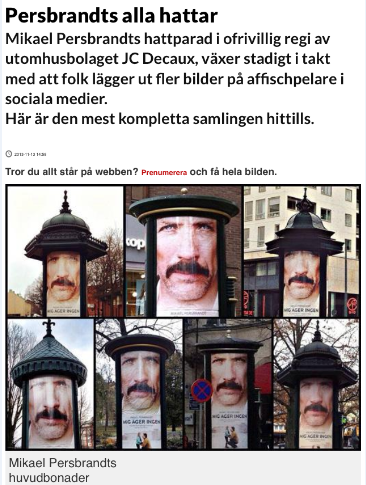 Persbrandts alla hattar
Mikael Persbrandts hattparad i ofrivillig regi av
utomhusbolaget JC Decaux, växer stadigt i takt
med att folk lägger ut fler bilder på affischpelare i
sociala medier.
Här är den mest kompletta samlingen hittills.
Tror du allt står på webben? Prenumerera och få hela bilden.
MIG ÄGER INGEN
MIG ÄGER INGEN
MIG ÄGER INGEN
MIG ÄGER INGEN
Mikael Persbrandts
huvudbonader